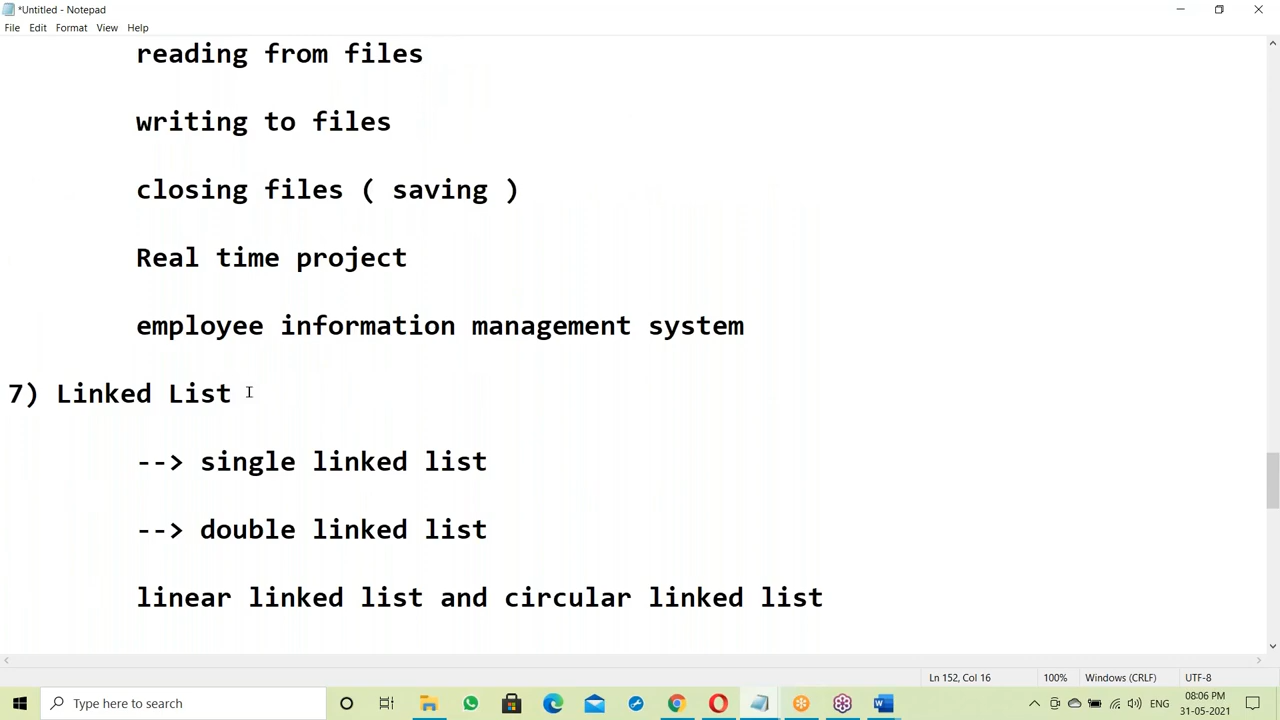 *Untitled - Notepad
File Edit Format View Help
reading from files
writing to files
closing files ( saving )
Real time project
employee information management system
7) Linked List
--> single linked list
--> double linked list
linear linked list and circular linked list
Ln 152, Col 16 100% Windows (CRLF) UTF-8
Type here to search
ENG
08:06 PM
31-05-2021